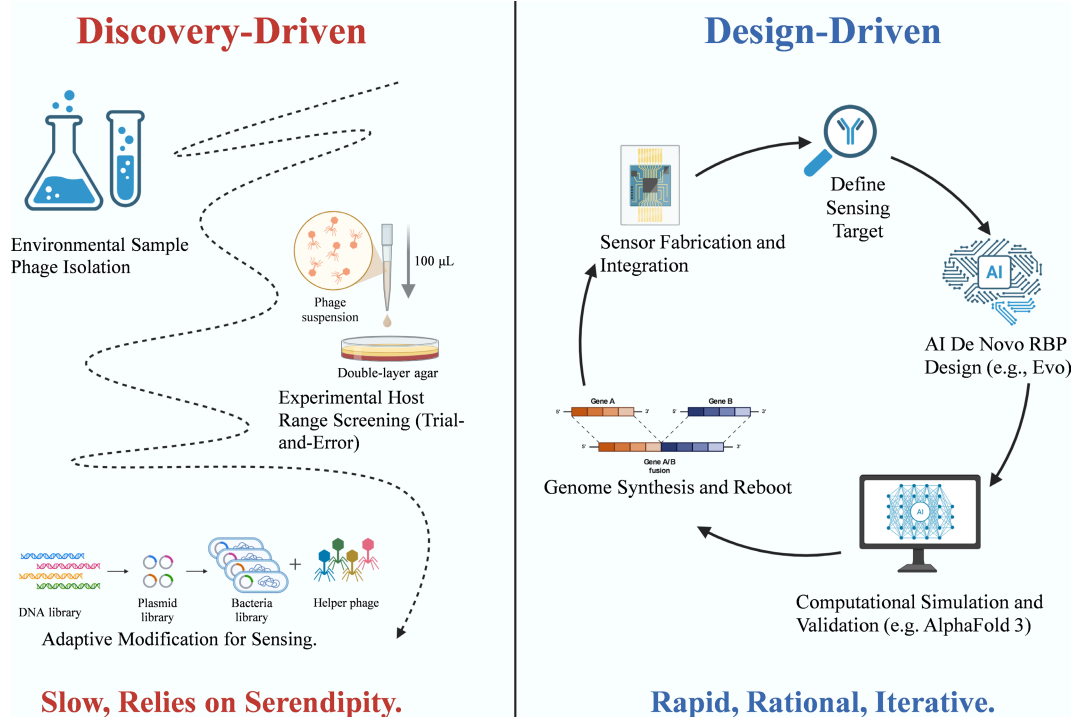 Discovery-Driven
Environmental Sample
Phage Isolation
100 μL
Phage
suspension
Double-layer agar
Experimental Host
Range Screening (Trial-
and-Error)
DNA library
Plasmid
library
Bacteria
library
+
Helper phage
Adaptive Modification for Sensing.
Slow, Relies on Serendipity.
Design-Driven
Define
Sensing
Target
AI
AI De Novo RBP
Design (e.g., Evo)
AI
Computational Simulation and
Validation (e.g. AlphaFold 3)
Gene A
Gene B
5' 3' 5' 3'
5' 3'
Gene A/B
fusion
Genome Synthesis and Reboot
Sensor Fabrication and
Integration
Rapid, Rational, Iterative.